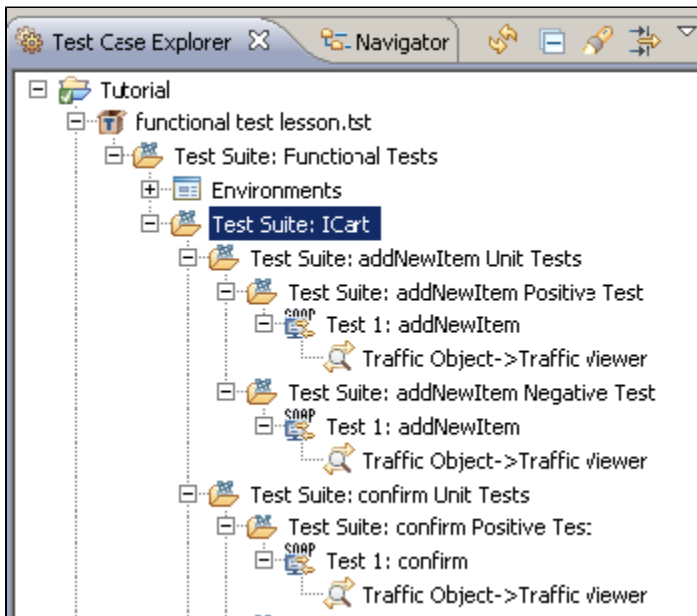 Test Case Explorer Navigator
Tutorial
functional test lesson.tst
Test Suite: Functional Tests
Environments
Test Suite: ICart
Test Suite: addNewItem Unit Tests
Test Suite: addNewItem Positive Test
SOAP Test 1: addNewItem
Traffic Object->Traffic Viewer
Test Suite: addNewItem Negative Test
SOAP Test 1: addNewItem
Traffic Object->Traffic Viewer
Test Suite: confirm Unit Tests
Test Suite: confirm Positive Test
SOAP Test 1: confirm
Traffic Object->Traffic Viewer